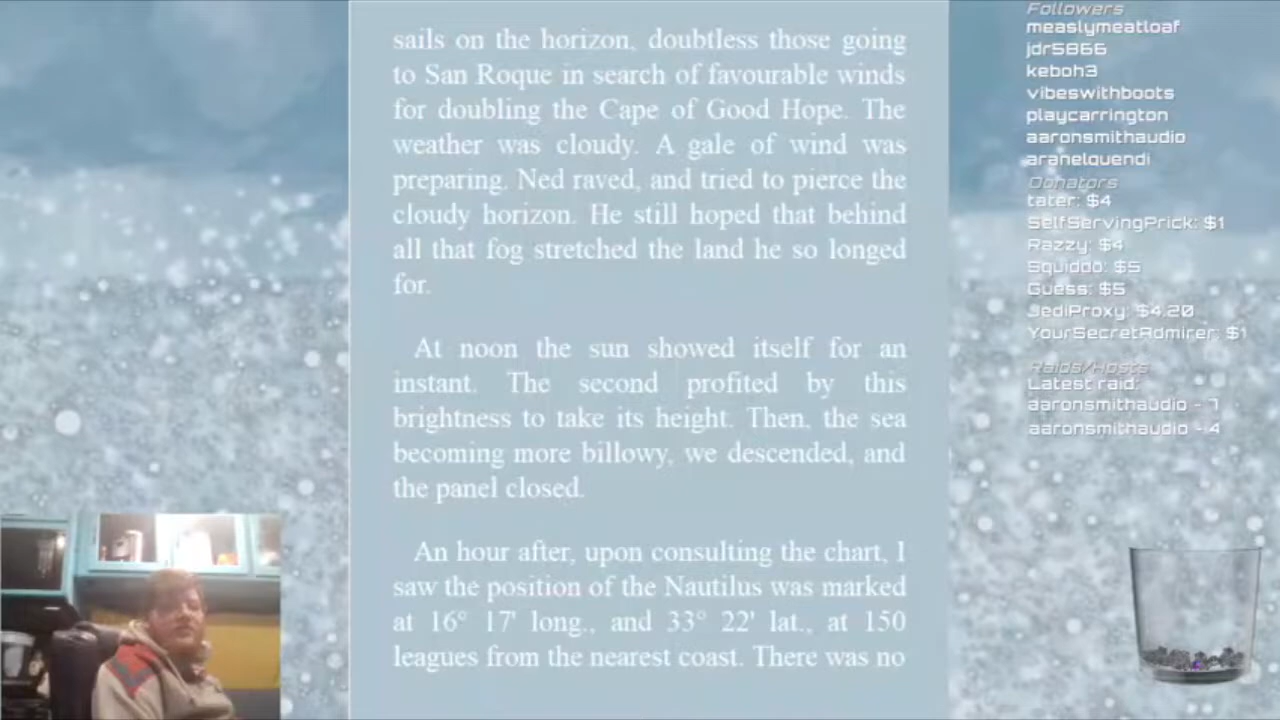 sails on the horizon, doubtless those going
to San Roque in search of favourable winds
for doubling the Cape of Good Hope. The
weather was cloudy. A gale of wind was
preparing. Ned raved, and tried to pierce the
cloudy horizon. He still hoped that behind
all that fog stretched the land he so longed
for.
At noon the sun showed itself for an
instant. The second profited by this
brightness to take its height. Then, the sea
becoming more billowy, we descended, and
the panel closed.
An hour after, upon consulting the chart, I
saw the position of the Nautilus was marked
at 16° 17' long., and 33° 22' lat., at 150
leagues from the nearest coast. There was no
Followers
measlymeatloaf
jdr5866
keboh3
vibeswithboots
playcarrington
aaronsmithaudio
aranelquendi
Donators
tater: $4
SelfServingPrick: $1
Razzy: $4
Squidoo: $5
Guess: $5
JediProxy: $4.20
YourSecretAdmirer: $1
Raids/Hosts
Latest raid:
aaronsmithaudio - 7
aaronsmithaudio - 4